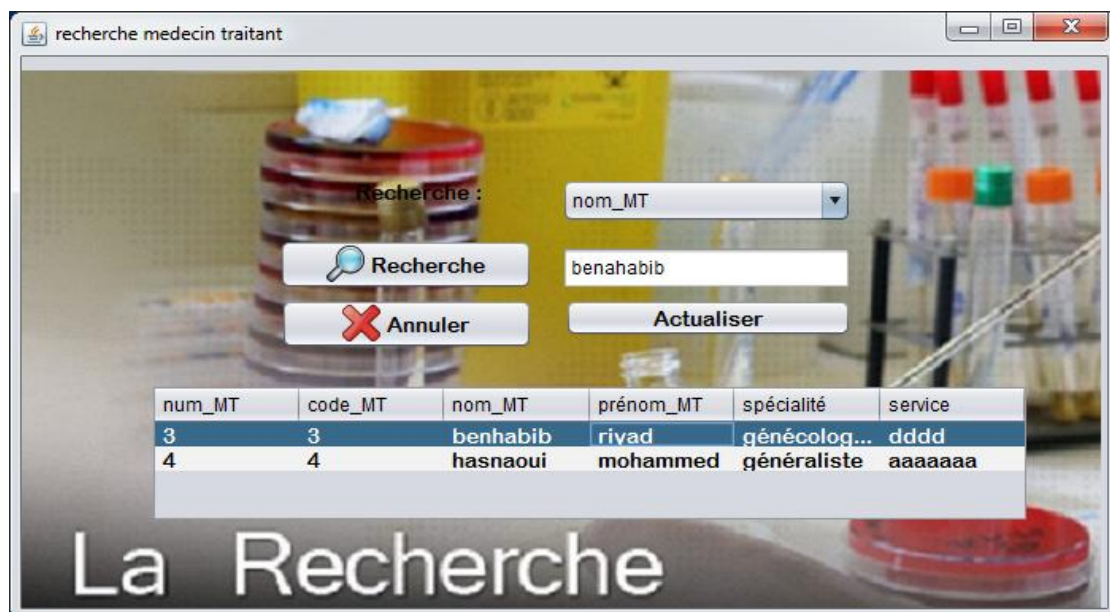 recherche medecin traitant
Recherche :
nom_MT
Recherche
benahabib
Annuler
Actualiser
num_MT code_MT nom_MT prénom_MT spécialité service
3 3 benhabib riyad génécolog... dddd
4 4 hasnaoui mohammed généraliste aaaaaaa
La Recherche